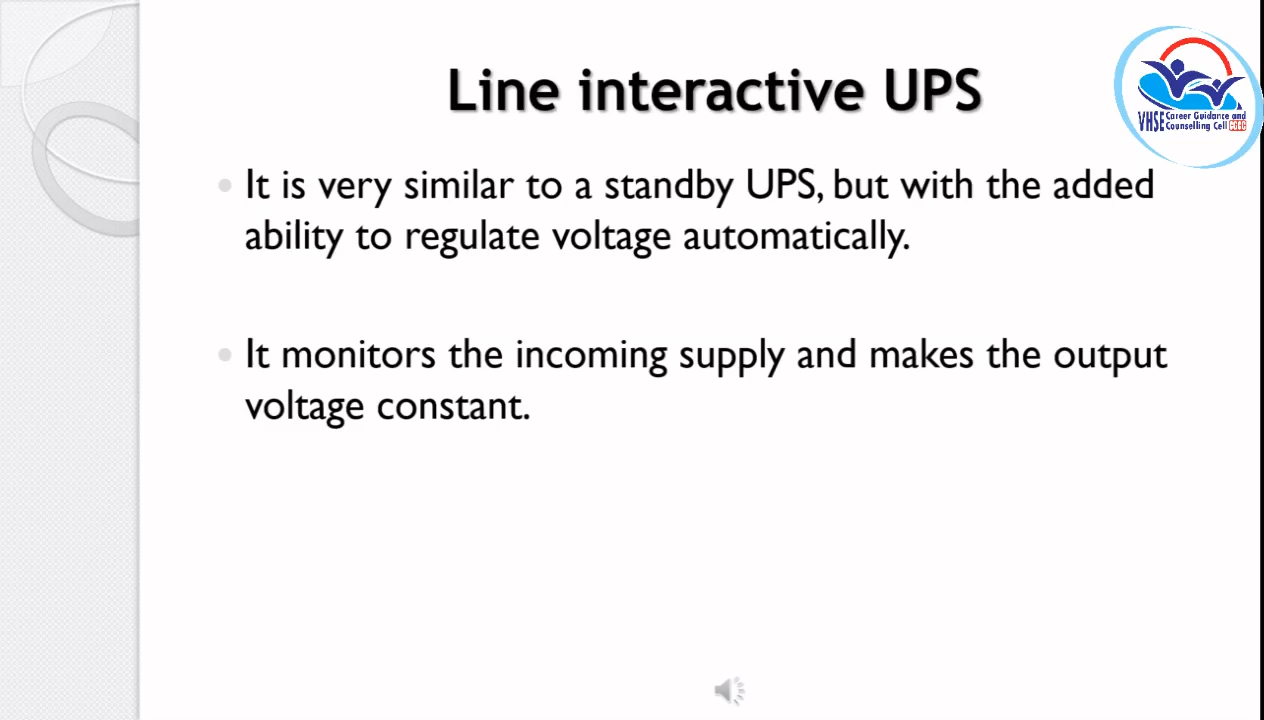 Line interactive UPS
VHSE Career Guidance and
Counselling Cell CGCC
It is very similar to a standby UPS, but with the added
ability to regulate voltage automatically.
It monitors the incoming supply and makes the output
voltage constant.